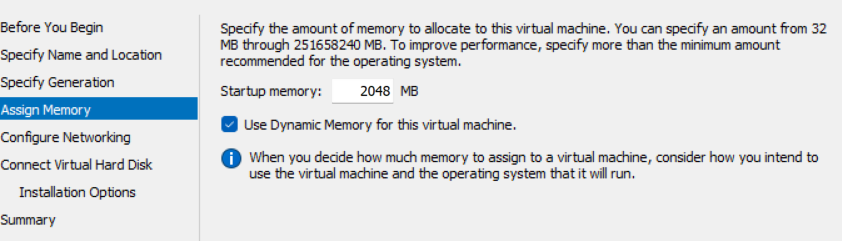 Before You Begin
Specify Name and Location
Specify Generation
Assign Memory
Configure Networking
Connect Virtual Hard Disk
Installation Options
Summary
Specify the amount of memory to allocate to this virtual machine. You can specify an amount from 32
MB through 251658240 MB. To improve performance, specify more than the minimum amount
recommended for the operating system.
Startup memory: 2048 MB
Use Dynamic Memory for this virtual machine.
When you decide how much memory to assign to a virtual machine, consider how you intend to
use the virtual machine and the operating system that it will run.